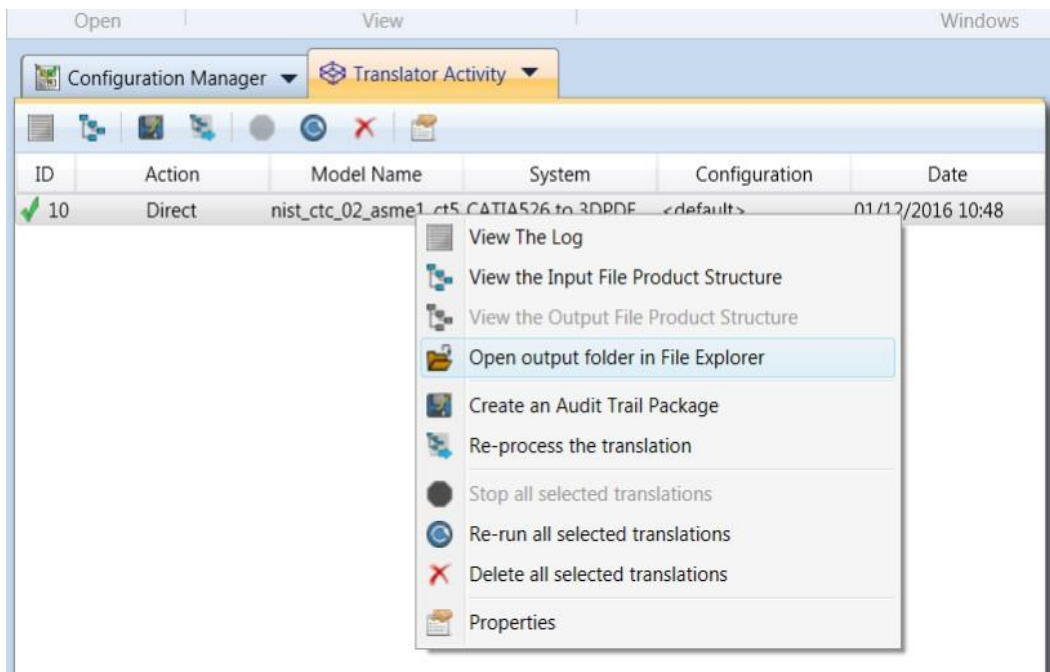 Open View Windows
Configuration Manager Translator Activity
ID Action Model Name System Configuration Date
10 Direct nist_ctc_02_asme1_ct5 CATIA526 to 3DPDF <default> 01/12/2016 10:48
View The Log
View the Input File Product Structure
View the Output File Product Structure
Open output folder in File Explorer
Create an Audit Trail Package
Re-process the translation
Stop all selected translations
Re-run all selected translations
Delete all selected translations
Properties